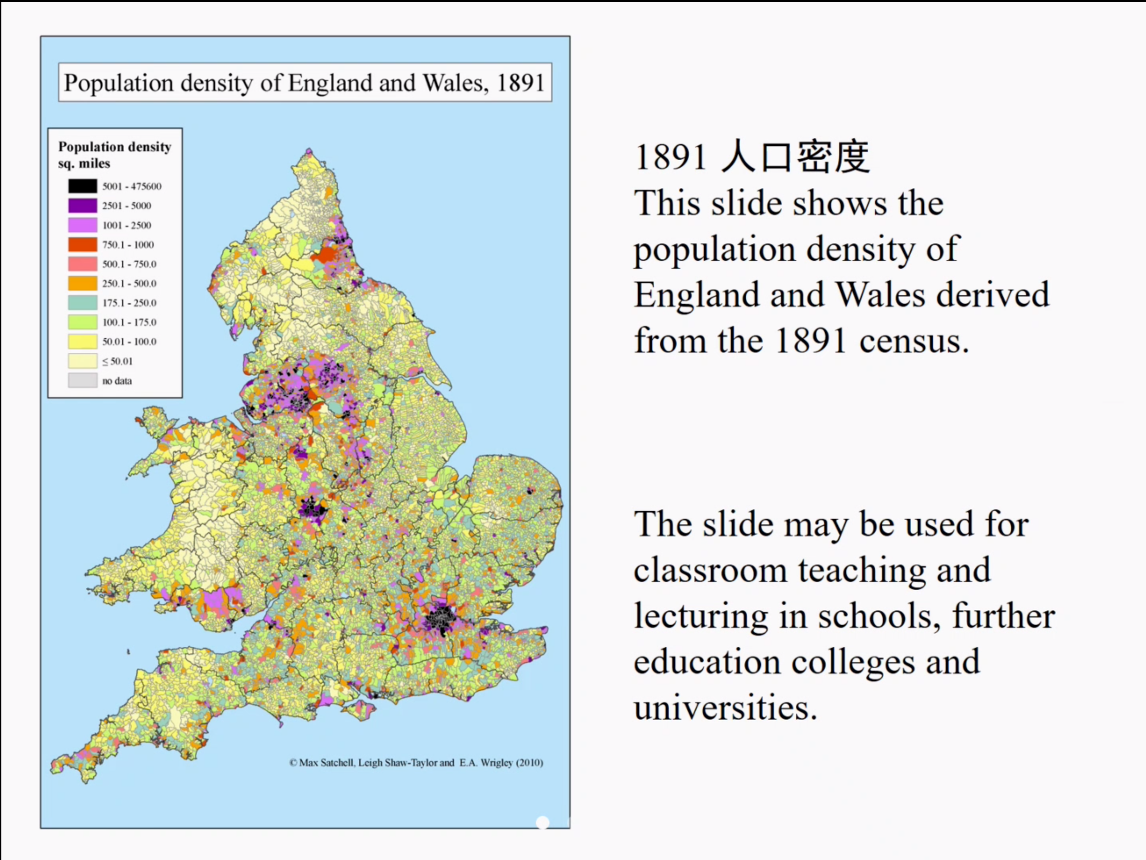 Population density of England and Wales, 1891
Population density
sq. miles
5001 - 475600
2501 - 5000
1001 - 2500
750.1 - 1000
500.1 - 750.0
250.1 - 500.0
175.1 - 250.0
100.1 - 175.0
50.01 - 100.0
≤ 50.01
no data
© Max Satchell, Leigh Shaw-Taylor and E.A. Wrigley (2010)
1891 人口密度
This slide shows the
population density of
England and Wales derived
from the 1891 census.
The slide may be used for
classroom teaching and
lecturing in schools, further
education colleges and
universities.